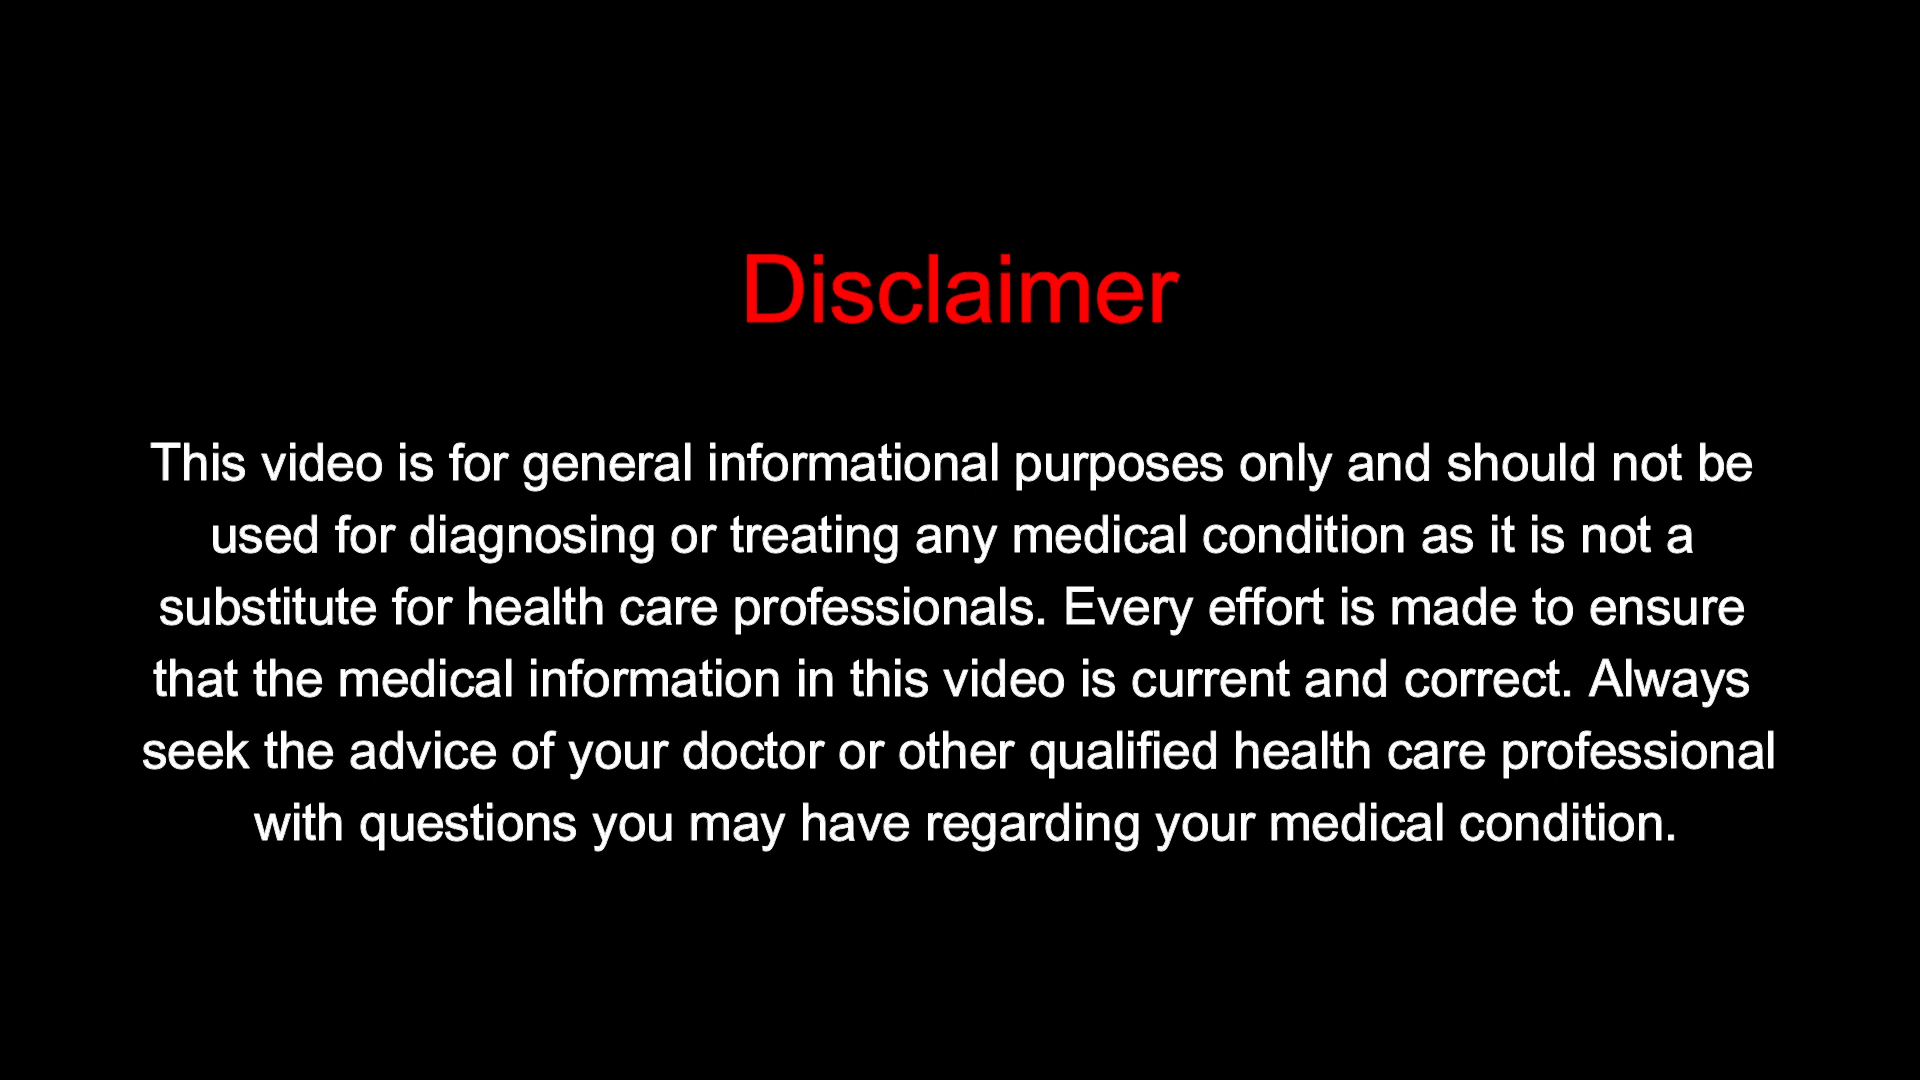 Disclaimer
This video is for general informational purposes only and should not be
used for diagnosing or treating any medical condition as it is not a
substitute for health care professionals. Every effort is made to ensure
that the medical information in this video is current and correct. Always
seek the advice of your doctor or other qualified health care professional
with questions you may have regarding your medical condition.